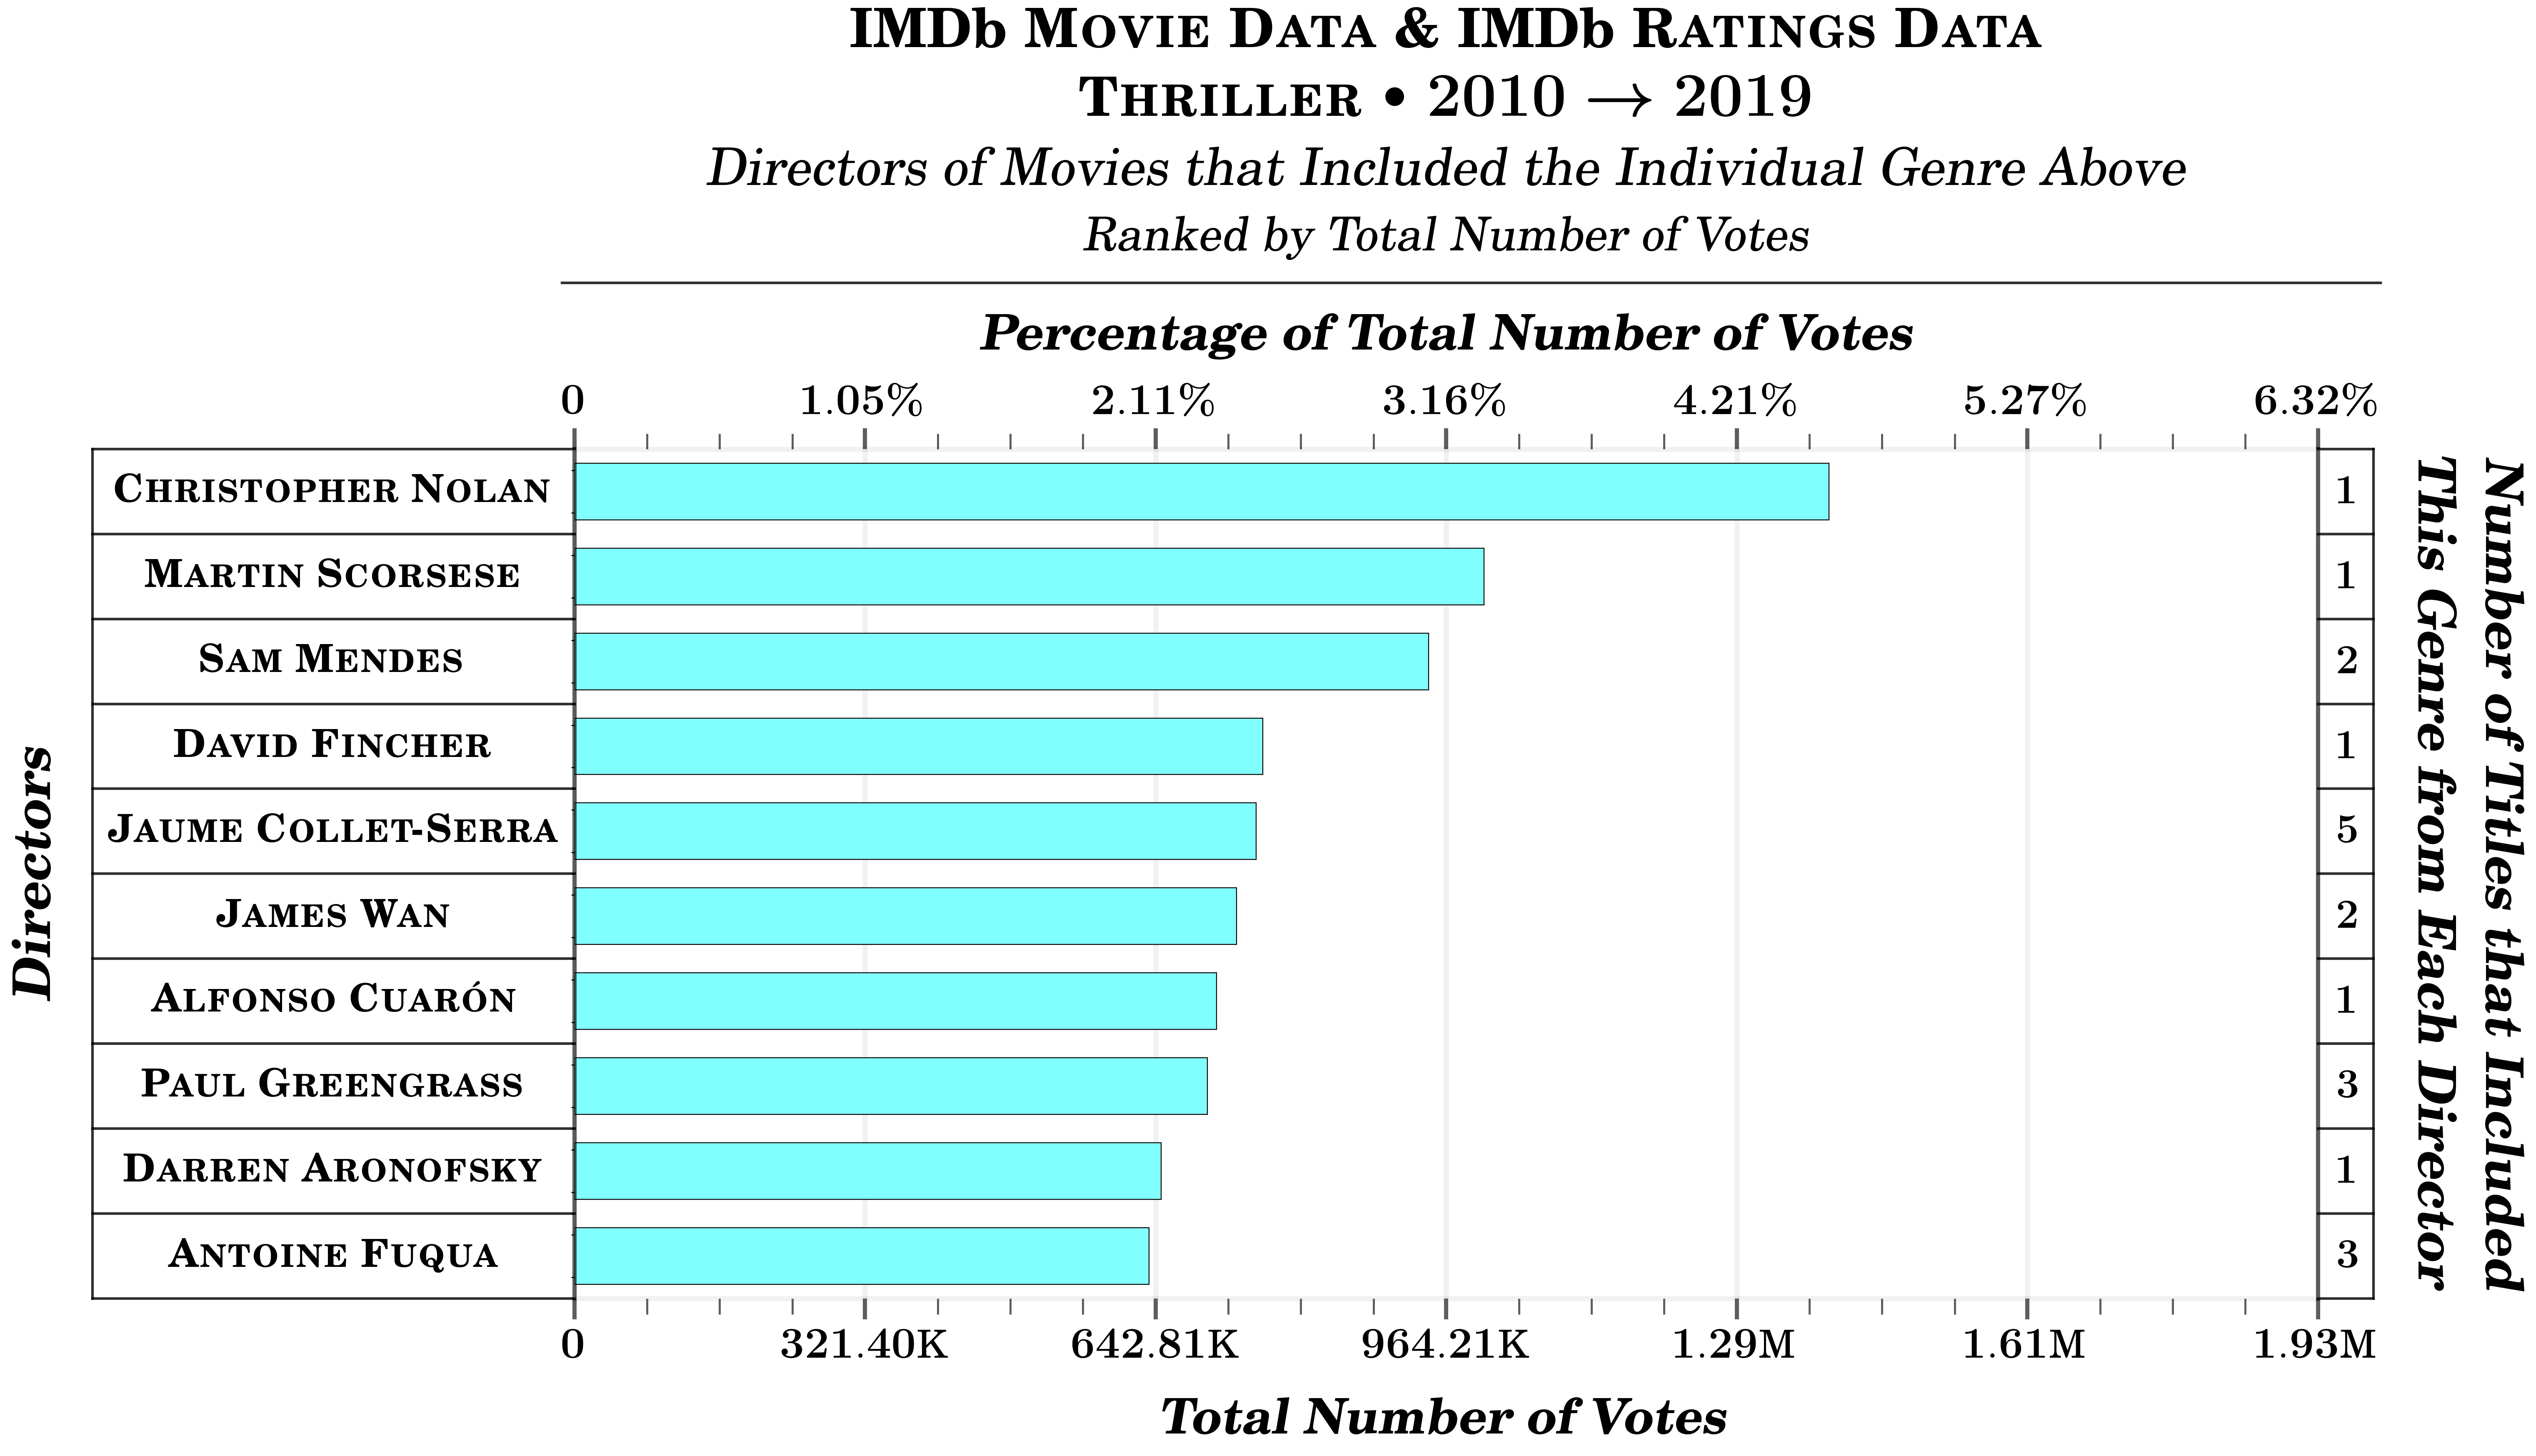 IMDb Movie Data & IMDb Ratings Data
Thriller • 2010 → 2019
Directors of Movies that Included the Individual Genre Above
Ranked by Total Number of Votes
Percentage of Total Number of Votes
0 1.05% 2.11% 3.16% 4.21% 5.27% 6.32%
Directors
Christopher Nolan 1
Martin Scorsese 1
Sam Mendes 2
David Fincher 1
Jaume Collet-Serra 5
James Wan 2
Alfonso Cuarón 1
Paul Greengrass 3
Darren Aronofsky 1
Antoine Fuqua 3
Number of Titles that Included
This Genre from Each Director
0 321.40K 642.81K 964.21K 1.29M 1.61M 1.93M
Total Number of Votes